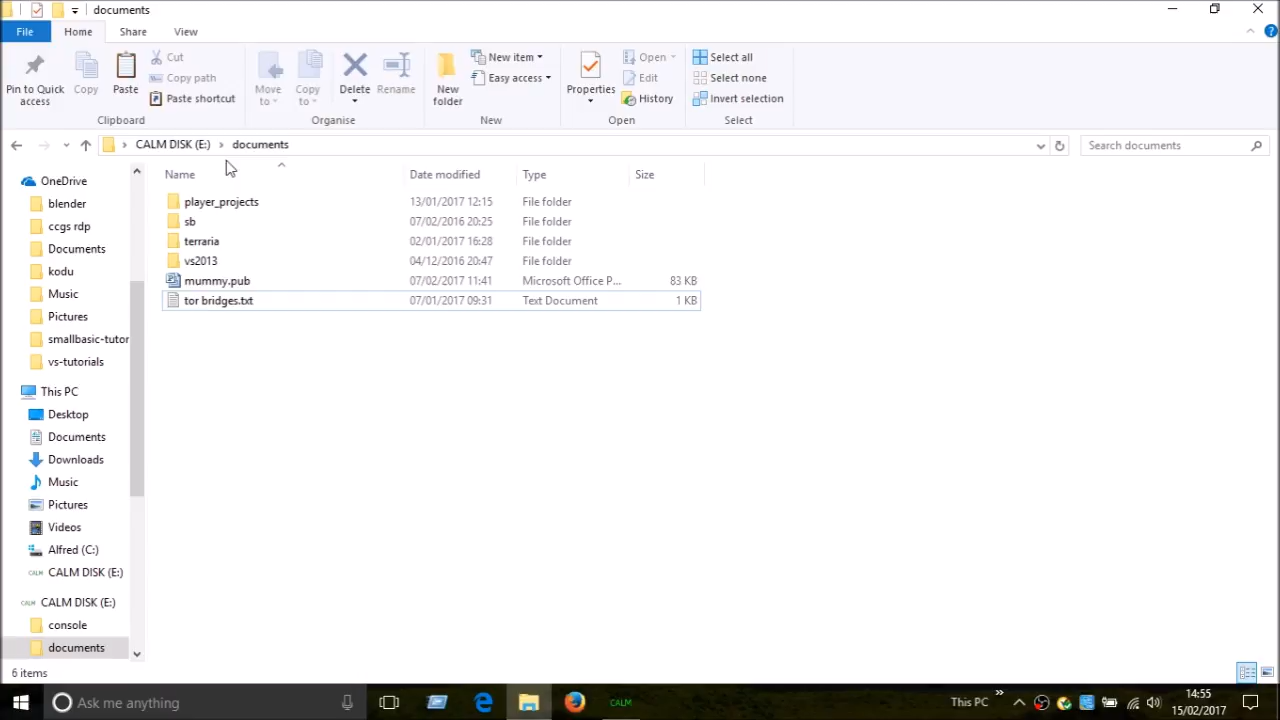 documents
File Home Share View
Pin to Quick access
Copy
Paste
Cut
Copy path
Paste shortcut
Clipboard
Move to
Copy to
Delete
Rename
Organise
New folder
New item
Easy access
New
Properties
Open
Edit
History
Open
Select all
Select none
Invert selection
Select
CALM DISK (E:) documents
Search documents
Name Date modified Type Size
player_projects 13/01/2017 12:15 File folder
sb 07/02/2016 20:25 File folder
terraria 02/01/2017 16:28 File folder
vs2013 04/12/2016 20:47 File folder
mummy.pub 07/02/2017 11:41 Microsoft Office P... 83 KB
tor bridges.txt 07/01/2017 09:31 Text Document 1 KB
OneDrive
blender
ccgs rdp
Documents
kodu
Music
Pictures
smallbasic-tutor
vs-tutorials
This PC
Desktop
Documents
Downloads
Music
Pictures
Videos
Alfred (C:)
CALM CALM DISK (E:)
CALM CALM DISK (E:)
console
documents
6 items
Ask me anything
CALM
This PC
14:55
15/02/2017